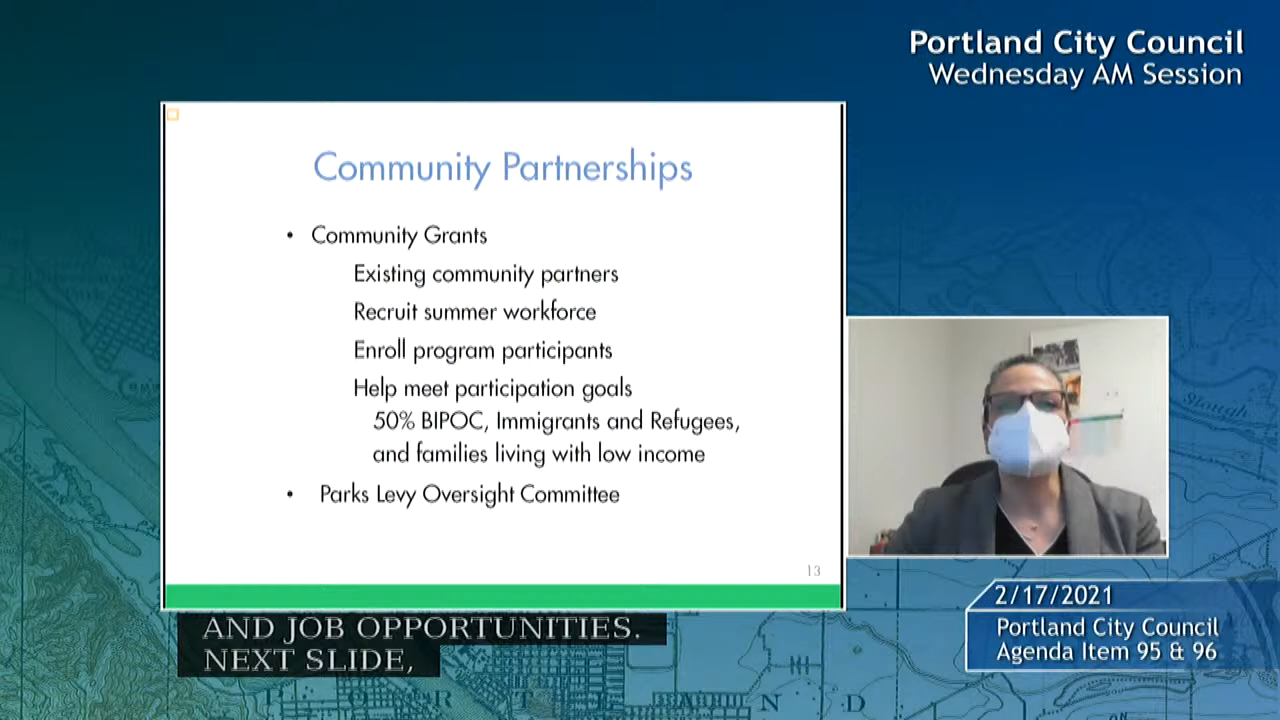 Portland City Council
Wednesday AM Session
Community Partnerships
• Community Grants
Existing community partners
Recruit summer workforce
Enroll program participants
Help meet participation goals
50% BIPOC, Immigrants and Refugees,
and families living with low income
• Parks Levy Oversight Committee
13
Slough
2/17/2021
Portland City Council
Agenda Item 95 & 96
AND JOB OPPORTUNITIES.
NEXT SLIDE,
P O R T L A N D